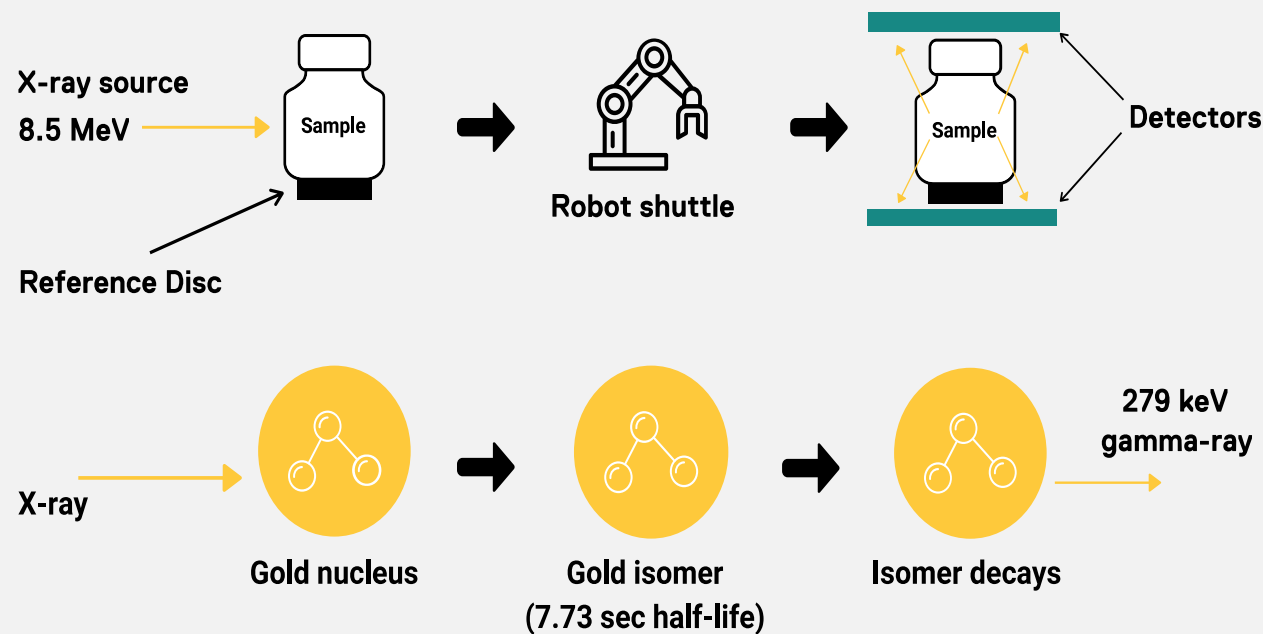 X-ray source
8.5 MeV
Sample
Reference Disc
Robot shuttle
Sample
Detectors
X-ray
Gold nucleus
Gold isomer
(7.73 sec half-life)
Isomer decays
279 keV
gamma-ray